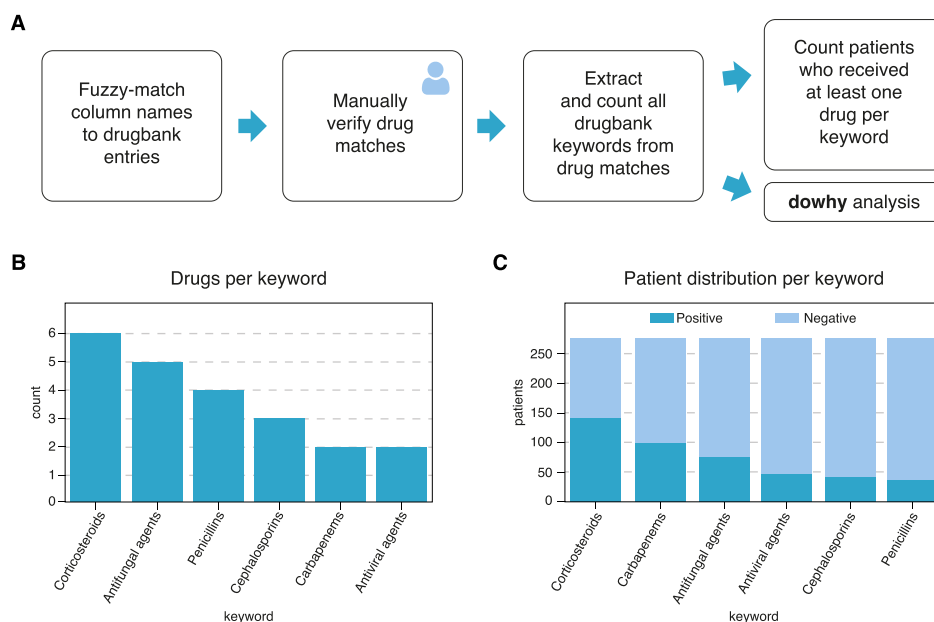 A
Fuzzy-match
column names
to drugbank
entries
Manually
verify drug
matches
Extract
and count all
drugbank
keywords from
drug matches
Count patients
who received
at least one
drug per
keyword
dowhy analysis
B
Drugs per keyword
count
6
5
4
3
2
1
0
Corticosteroids
Antifungal agents
Penicillins
Cephalosporins
Carbapenems
Antiviral agents
keyword
C
Patient distribution per keyword
Positive
Negative
patients
250
200
150
100
50
0
Corticosteroids
Carbapenems
Antifungal agents
Antiviral agents
Cephalosporins
Penicillins
keyword